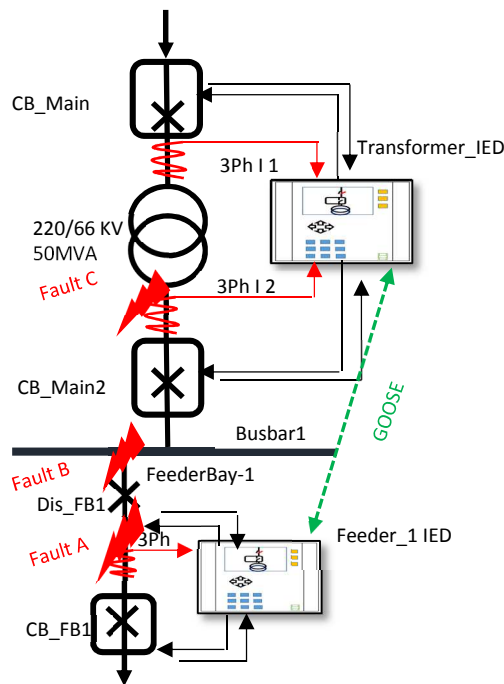 CB_Main
Transformer_IED
3Ph I 1
220/66 KV
50MVA
Fault C
3Ph I 2
CB_Main2
GOOSE
Busbar1
Fault B
FeederBay-1
Dis_FB1
Fault A
3Ph
Feeder_1 IED
CB_FB1